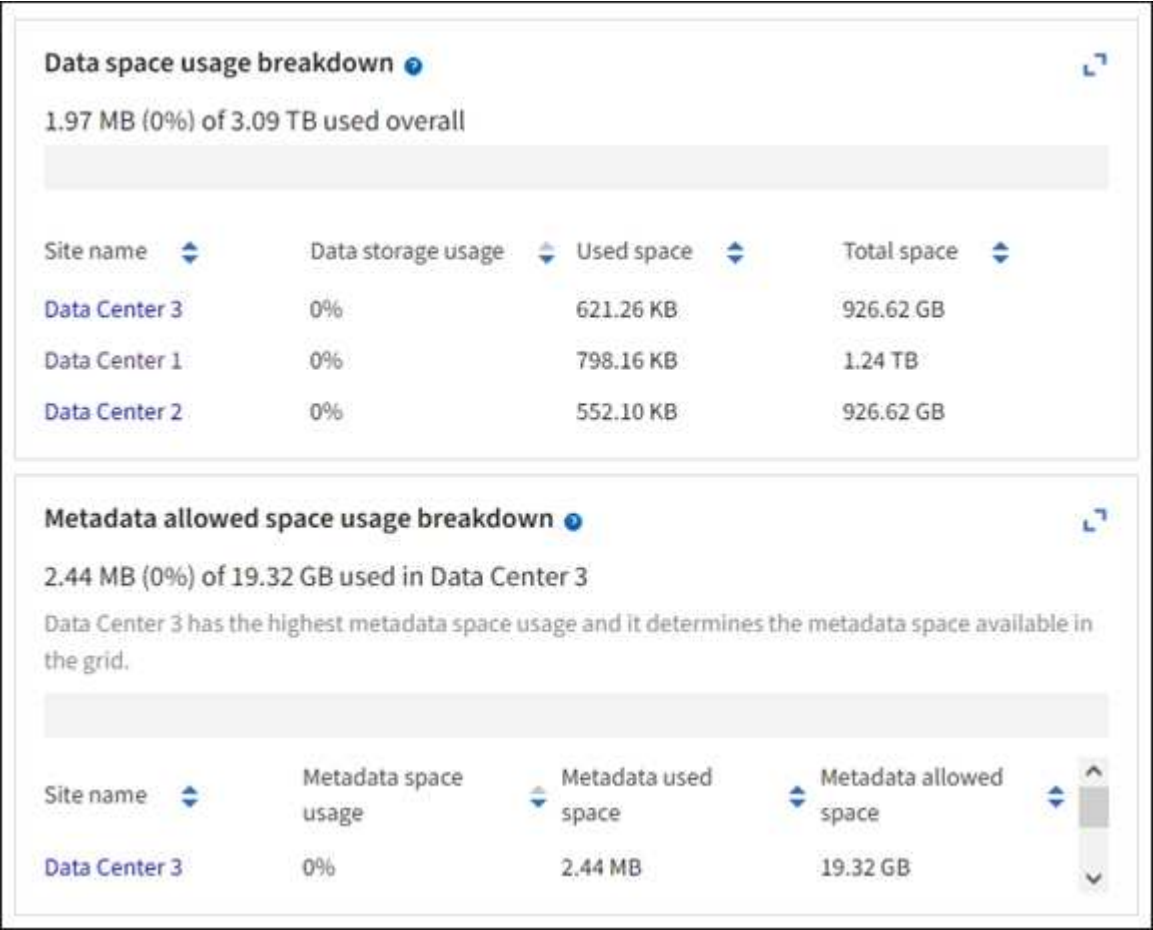 Data space usage breakdown
1.97 MB (0%) of 3.09 TB used overall
Site name Data storage usage Used space Total space
Data Center 3 0% 621.26 KB 926.62 GB
Data Center 1 0% 798.16 KB 1.24 TB
Data Center 2 0% 552.10 KB 926.62 GB
Metadata allowed space usage breakdown
2.44 MB (0%) of 19.32 GB used in Data Center 3
Data Center 3 has the highest metadata space usage and it determines the metadata space available in
the grid.
Site name Metadata space usage Metadata used space Metadata allowed space
Data Center 3 0% 2.44 MB 19.32 GB